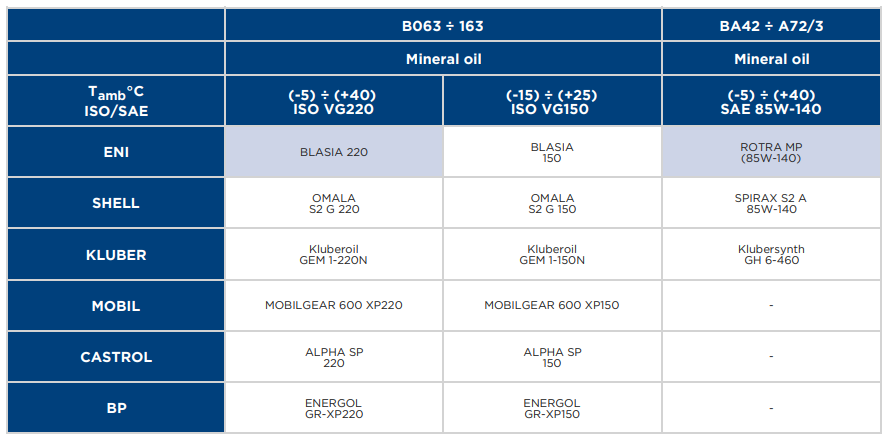 B063 ÷ 163
BA42 ÷ A72/3
Mineral oil
Mineral oil
Tamb°C
ISO/SAE
(-5) ÷ (+40)
ISO VG220
(-15) ÷ (+25)
ISO VG150
(-5) ÷ (+40)
SAE 85W-140
ENI
BLASIA 220
BLASIA
150
ROTRA MP
(85W-140)
SHELL
OMALA
S2 G 220
OMALA
S2 G 150
SPIRAX S2 A
85W-140
KLUBER
Kluberoil
GEM 1-220N
Kluberoil
GEM 1-150N
Klubersynth
GH 6-460
MOBIL
MOBILGEAR 600 XP220
MOBILGEAR 600 XP150
-
CASTROL
ALPHA SP
220
ALPHA SP
150
-
BP
ENERGOL
GR-XP220
ENERGOL
GR-XP150
-